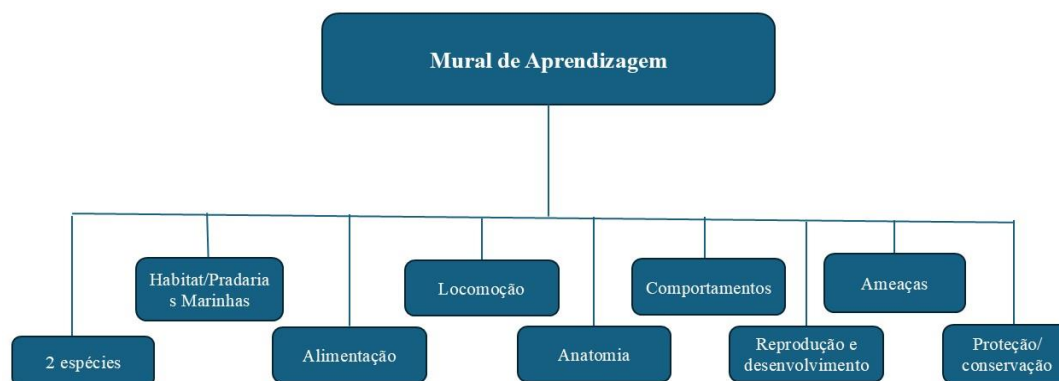 Mural de Aprendizagem
Habitat/Pradaria
s Marinhas
Locomoção
Comportamentos
Ameaças
2 espécies
Alimentação
Anatomia
Reprodução e
desenvolvimento
Proteção/
conservação